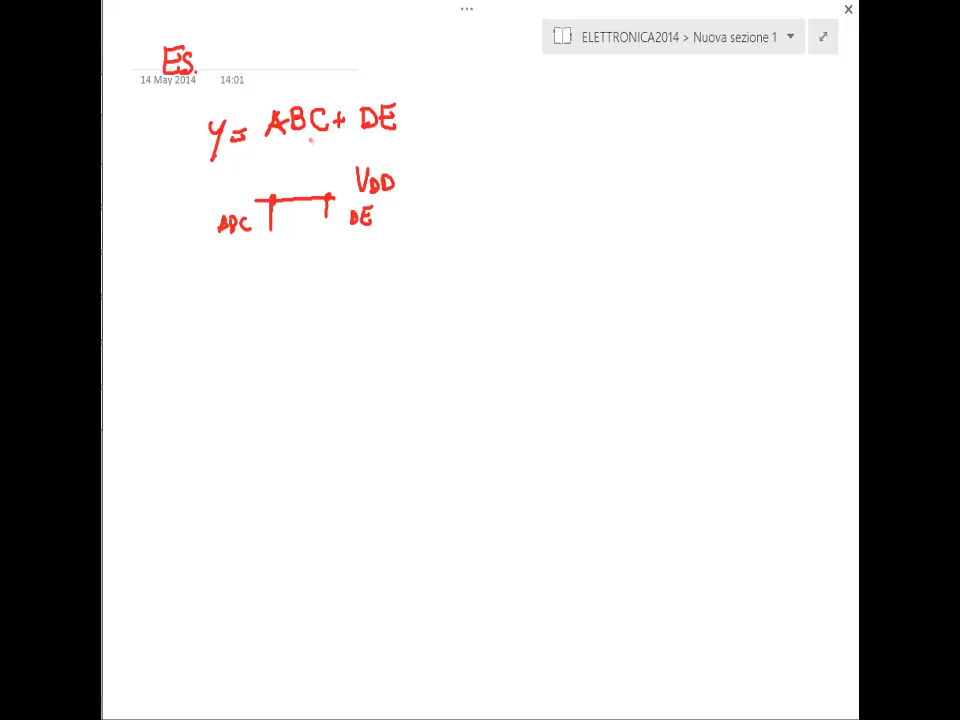 ELETTRONICA2014 > Nuova sezione 1
Es.
14 May 2014 14:01
y = ABC + DE
VDD
ABC DE